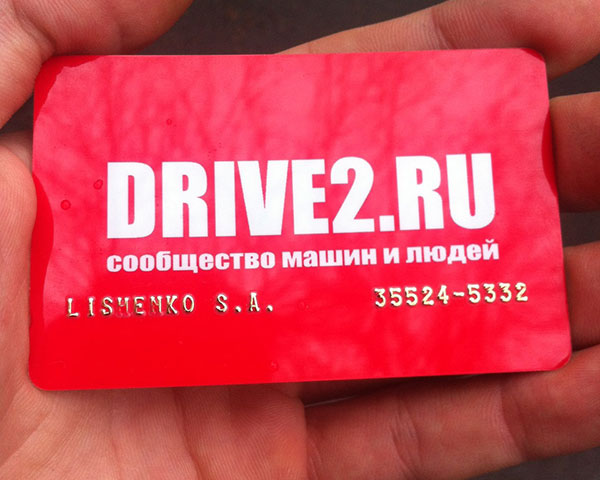 DRIVE2.RU
сообщество машин и людей
LISHENKO S.A. 35524-5332